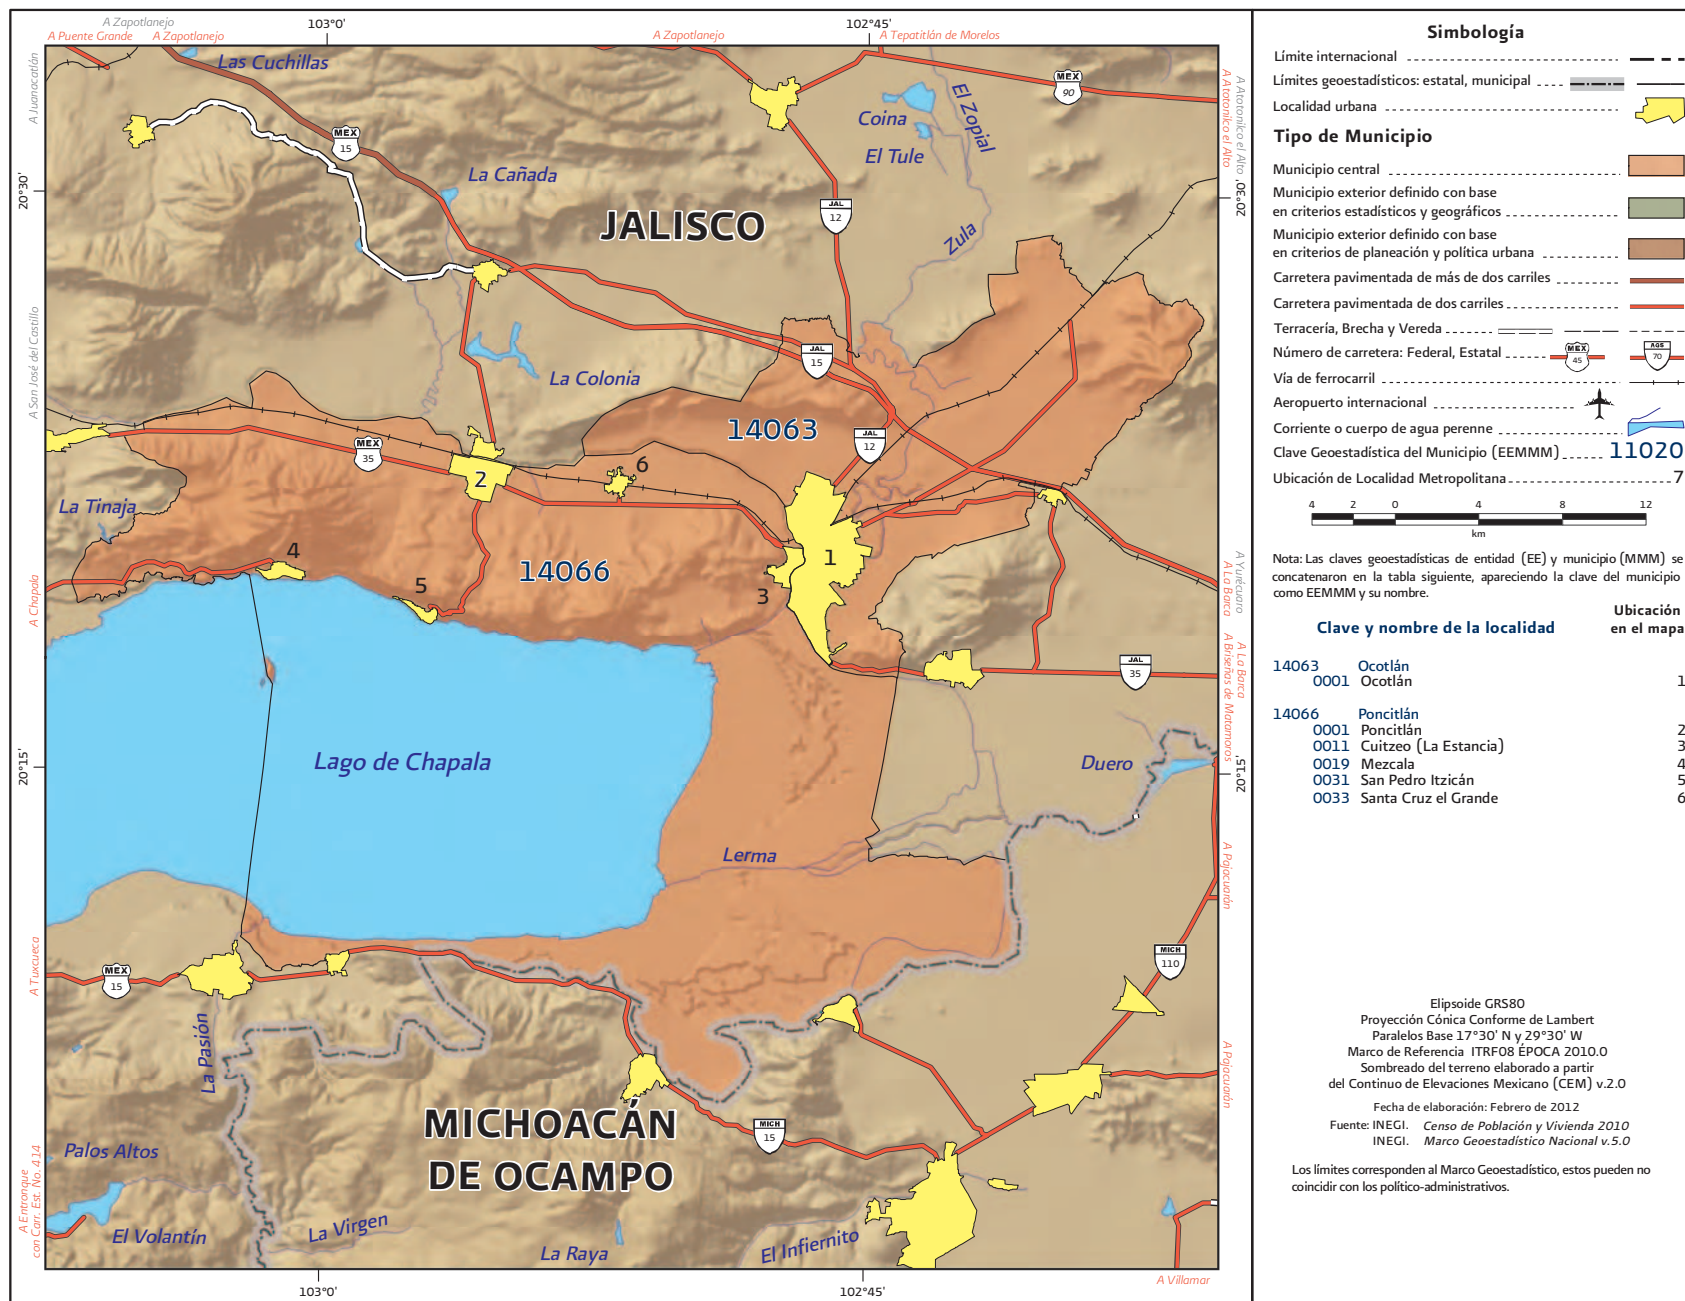 A Zapotlanejo
A Puente Grande
A Zapotlanejo
103°0'
A Zapotlanejo
102°45'
A Tepatitlán de Morelos
A Juanacatlán
20°30'
A San José del Castillo
A Chapala
20°15'
A Tuxcueca
A Entronque
con Carr. Est. No. 414
Las Cuchillas
MEX
15
La Cañada
JALISCO
Coina
El Tule
El Zopial
Zula
MEX
90
JAL
12
La Colonia
JAL
15
14063
JAL
12
MEX
35
2
6
La Tinaja
4
5
14066
1
3
JAL
35
Lago de Chapala
Duero
Lerma
MEX
15
La Pasión
MICH
110
MICHOACÁN
DE OCAMPO
MICH
15
Palos Altos
El Volantín
La Virgen
La Raya
El Infiernito
103°0'
102°45'
A Villamar
A Atotonilco el Alto
A Atotonilco el Alto
20°30'
A Yurécuaro
A La Barca
A La Barca
A Briseñas de Matamoros
20°15'
A Pajacuarán
A Pajacuarán
Simbología
Límite internacional
Límites geoestadísticos: estatal, municipal
Localidad urbana
Tipo de Municipio
Municipio central
Municipio exterior definido con base
en criterios estadísticos y geográficos
Municipio exterior definido con base
en criterios de planeación y política urbana
Carretera pavimentada de más de dos carriles
Carretera pavimentada de dos carriles
Terracería, Brecha y Vereda
Número de carretera: Federal, Estatal MEX 45 AGS 70
Vía de ferrocarril
Aeropuerto internacional
Corriente o cuerpo de agua perenne
Clave Geoestadística del Municipio (EEMMM) 11020
Ubicación de Localidad Metropolitana 7
4 2 0 4 8 12
km
Nota: Las claves geoestadísticas de entidad (EE) y municipio (MMM) se
concatenaron en la tabla siguiente, apareciendo la clave del municipio
como EEMMM y su nombre.
Ubicación
Clave y nombre de la localidad en el mapa
14063 Ocotlán
0001 Ocotlán 1
14066 Poncitlán
0001 Poncitlán 2
0011 Cuitzeo (La Estancia) 3
0019 Mezcala 4
0031 San Pedro Itzicán 5
0033 Santa Cruz el Grande 6
Elipsoide GRS80
Proyección Cónica Conforme de Lambert
Paralelos Base 17°30' N y 29°30' W
Marco de Referencia ITRF08 ÉPOCA 2010.0
Sombreado del terreno elaborado a partir
del Continuo de Elevaciones Mexicano (CEM) v.2.0
Fecha de elaboración: Febrero de 2012
Fuente: INEGI. Censo de Población y Vivienda 2010
INEGI. Marco Geoestadístico Nacional v.5.0
Los límites corresponden al Marco Geoestadístico, estos pueden no
coincidir con los político-administrativos.